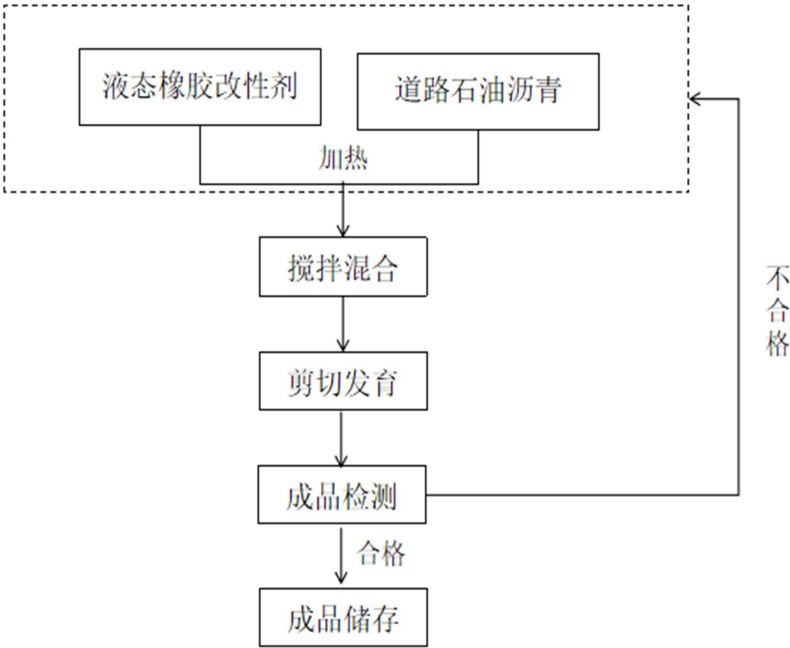 液态橡胶改性剂
道路石油沥青
加热
搅拌混合
剪切发育
不合格
成品检测
合格
成品储存